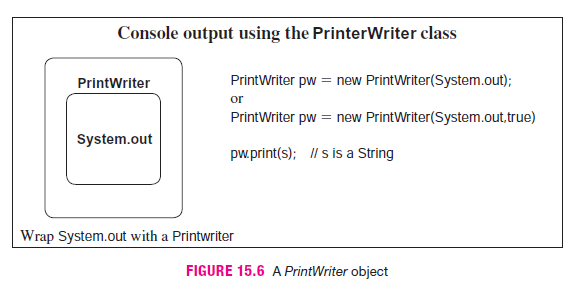 Console output using the PrinterWriter class
PrintWriter
System.out
PrintWriter pw = new PrintWriter(System.out);
or
PrintWriter pw = new PrintWriter(System.out,true)
pw.print(s); // s is a String
Wrap System.out with a Printwriter
FIGURE 15.6 A PrintWriter object